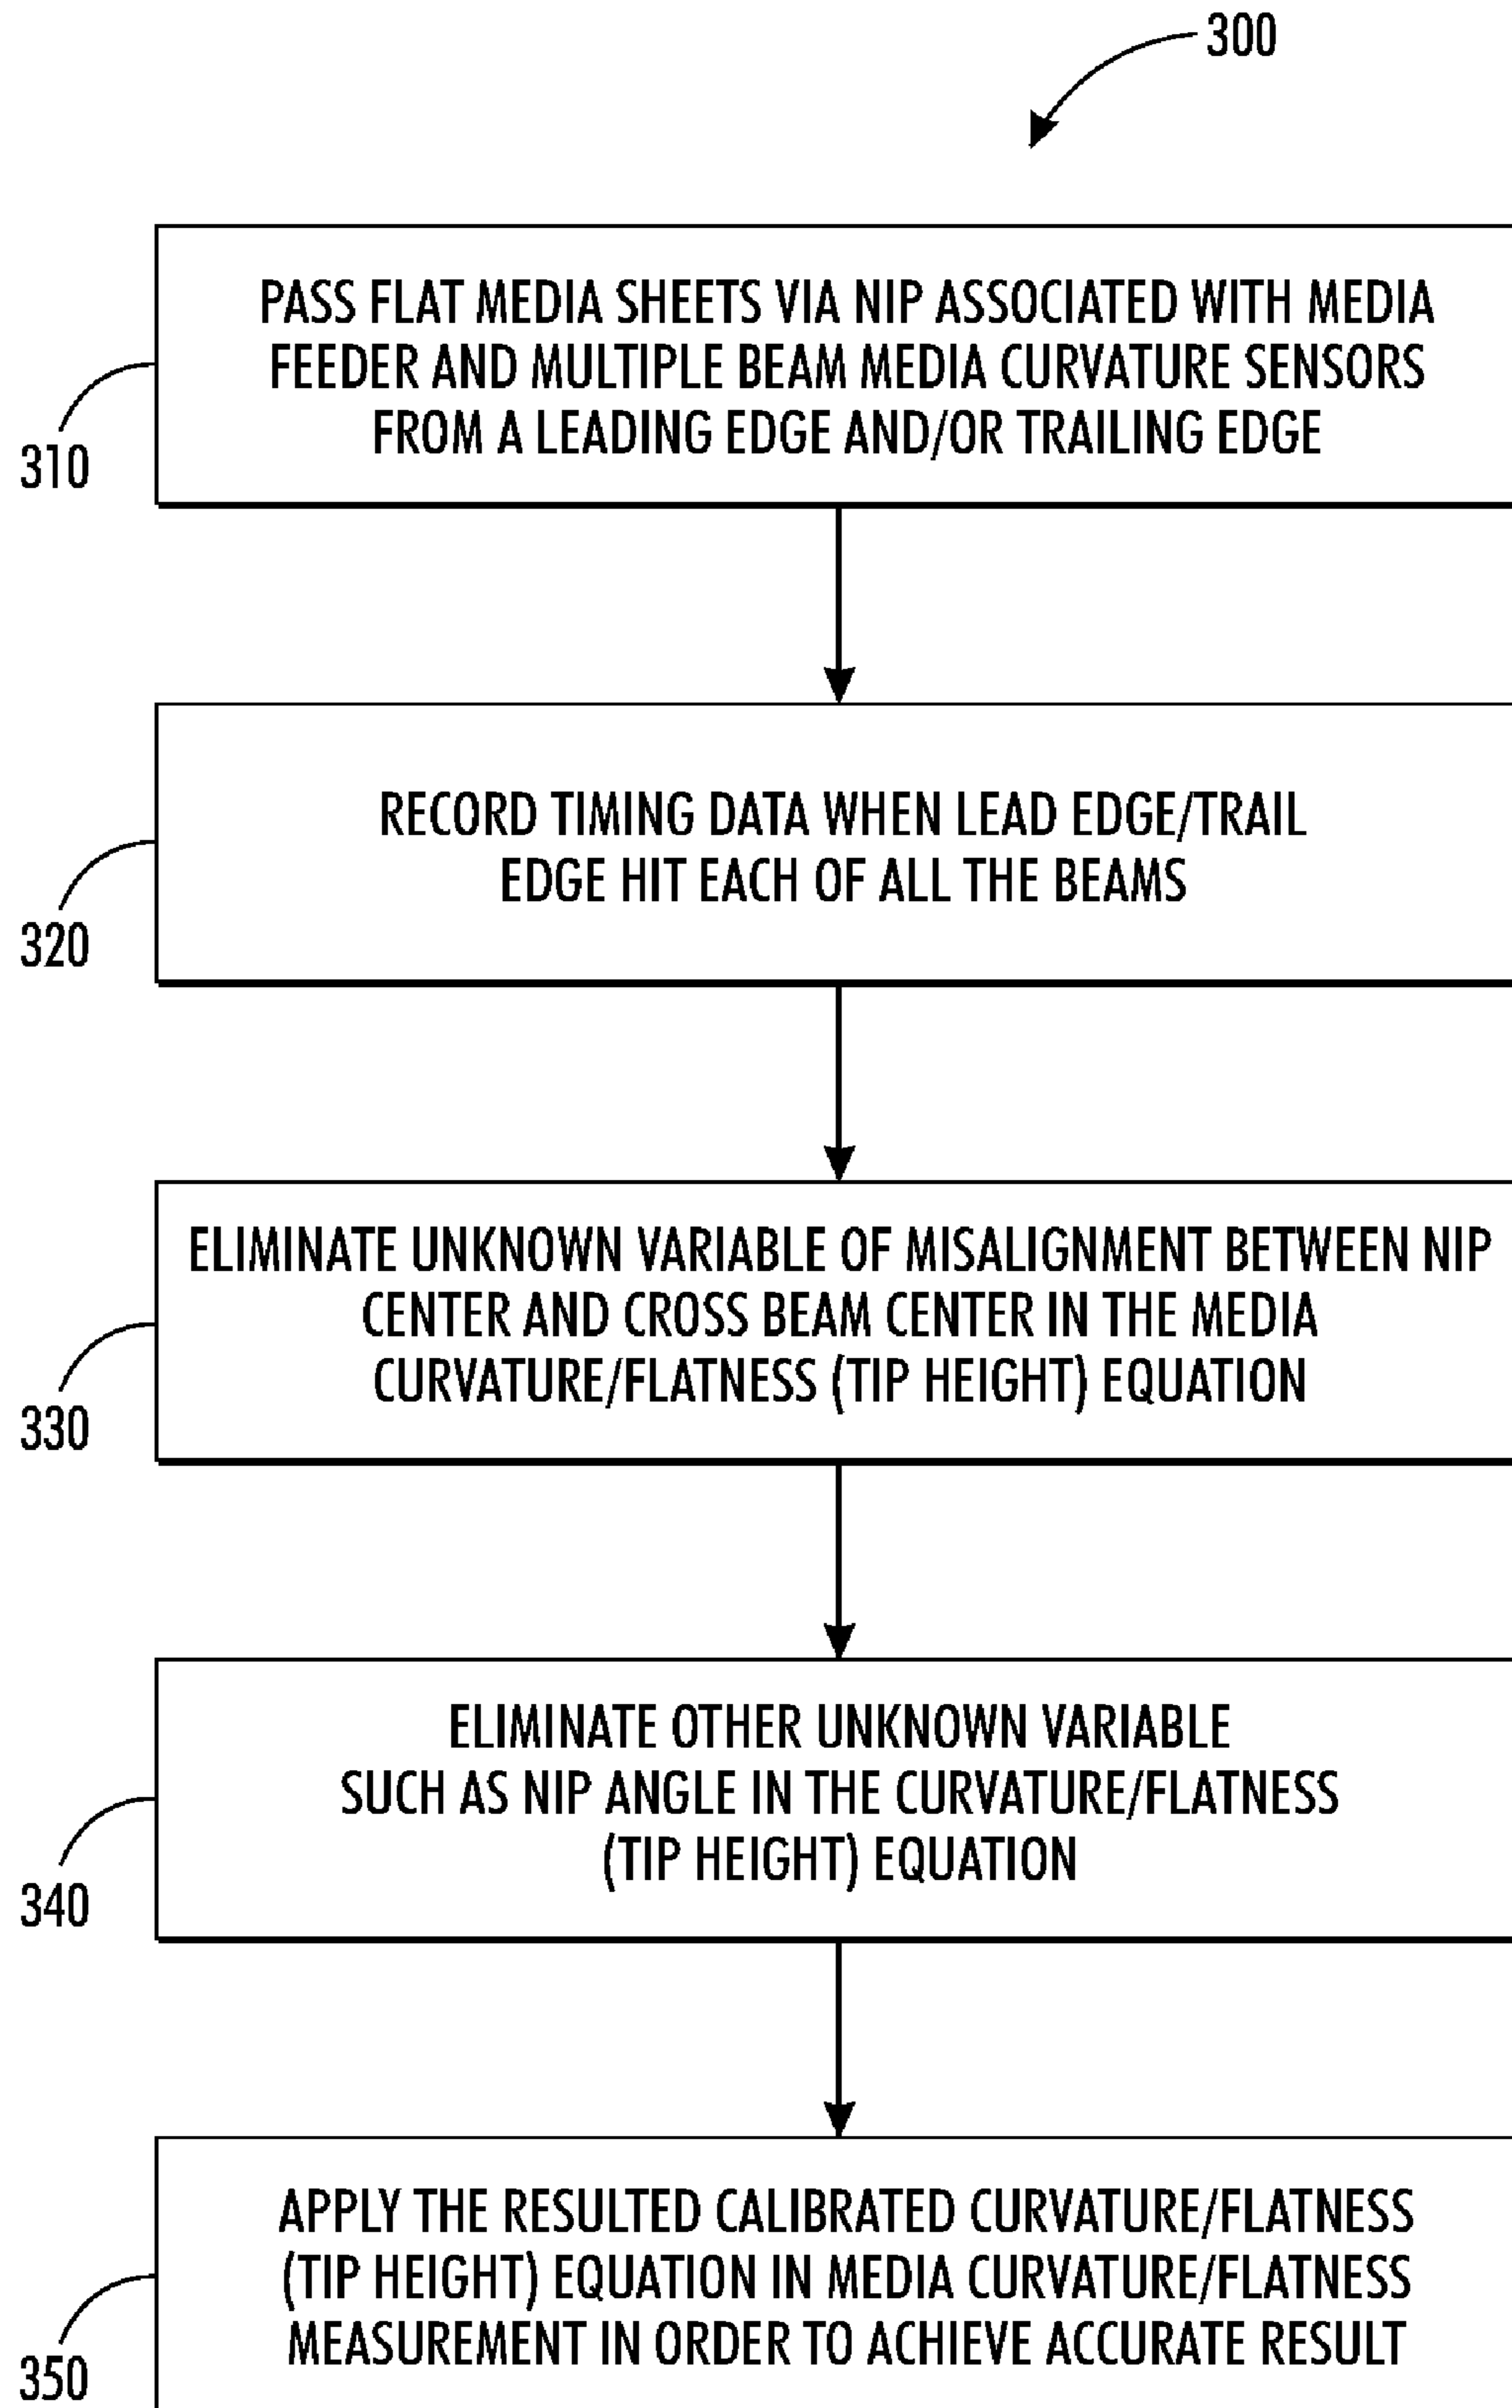 300
PASS FLAT MEDIA SHEETS VIA NIP ASSOCIATED WITH MEDIA
FEEDER AND MULTIPLE BEAM MEDIA CURVATURE SENSORS
FROM A LEADING EDGE AND/OR TRAILING EDGE
310
RECORD TIMING DATA WHEN LEAD EDGE/TRAIL
EDGE HIT EACH OF ALL THE BEAMS
320
ELIMINATE UNKNOWN VARIABLE OF MISALIGNMENT BETWEEN NIP
CENTER AND CROSS BEAM CENTER IN THE MEDIA
CURVATURE/FLATNESS (TIP HEIGHT) EQUATION
330
ELIMINATE OTHER UNKNOWN VARIABLE
SUCH AS NIP ANGLE IN THE CURVATURE/FLATNESS
(TIP HEIGHT) EQUATION
340
APPLY THE RESULTED CALIBRATED CURVATURE/FLATNESS
(TIP HEIGHT) EQUATION IN MEDIA CURVATURE/FLATNESS
MEASUREMENT IN ORDER TO ACHIEVE ACCURATE RESULT
350